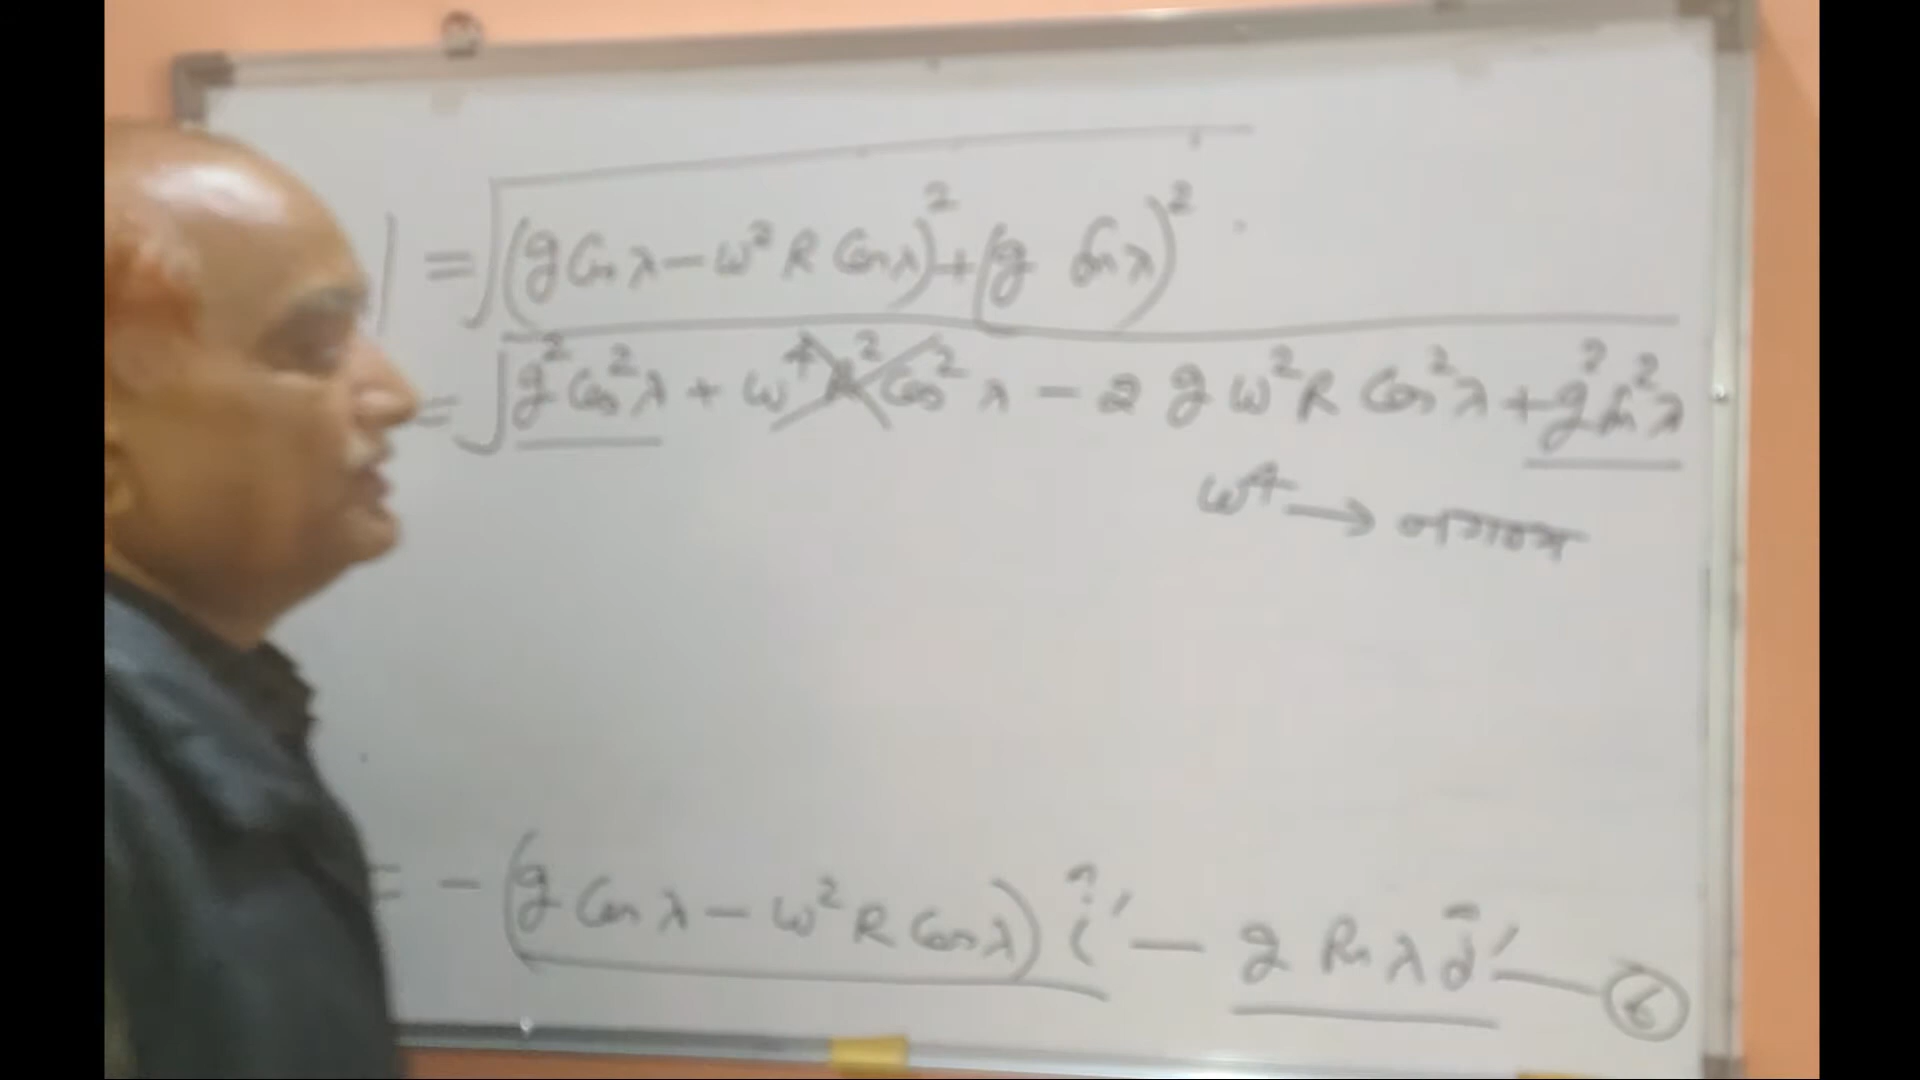 | = √(g Cos λ − ω² R Cos λ)² + (g Sin λ)²
= √g² Cos² λ + ω⁴ R² Cos² λ − 2 g ω² R Cos² λ + g² Sin² λ
ω⁴ → नगण्य
= − (g Cos λ − ω² R Cos λ) î′ − g Sin λ ĵ′ — ⑥